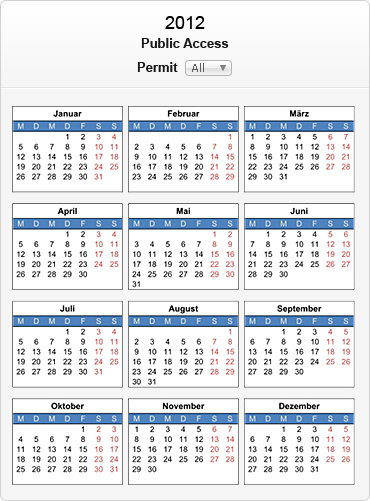 2012
Public Access
Permit All
Januar
M D M D F S S
1 2 3 4
5 6 7 8 9 10 11
12 13 14 15 16 17 18
19 20 21 22 23 24 25
26 27 28 29 30 31
Februar
M D M D F S S
1
2 3 4 5 6 7 8
9 10 11 12 13 14 15
16 17 18 19 20 21 22
23 24 25 26 27 28 29
März
M D M D F S S
1 2 3 4 5 6 7
8 9 10 11 12 13 14
15 16 17 18 19 20 21
22 23 24 25 26 27 28
29 30 31
April
M D M D F S S
1 2 3 4
5 6 7 8 9 10 11
12 13 14 15 16 17 18
19 20 21 22 23 24 25
26 27 28 29 30
Mai
M D M D F S S
1 2
3 4 5 6 7 8 9
10 11 12 13 14 15 16
17 18 19 20 21 22 23
24 25 26 27 28 29 30
31
Juni
M D M D F S S
1 2 3 4 5 6
7 8 9 10 11 12 13
14 15 16 17 18 19 20
21 22 23 24 25 26 27
28 29 30
Juli
M D M D F S S
1 2 3 4
5 6 7 8 9 10 11
12 13 14 15 16 17 18
19 20 21 22 23 24 25
26 27 28 29 30 31
August
M D M D F S S
1
2 3 4 5 6 7 8
9 10 11 12 13 14 15
16 17 18 19 20 21 22
23 24 25 26 27 28 29
30 31
September
M D M D F S S
1 2 3 4 5
6 7 8 9 10 11 12
13 14 15 16 17 18 19
20 21 22 23 24 25 26
27 28 29 30
Oktober
M D M D F S S
1 2 3
4 5 6 7 8 9 10
11 12 13 14 15 16 17
18 19 20 21 22 23 24
25 26 27 28 29 30 31
November
M D M D F S S
1 2 3 4 5 6 7
8 9 10 11 12 13 14
15 16 17 18 19 20 21
22 23 24 25 26 27 28
29 30
Dezember
M D M D F S S
1 2 3 4 5
6 7 8 9 10 11 12
13 14 15 16 17 18 19
20 21 22 23 24 25 26
27 28 29 30 31